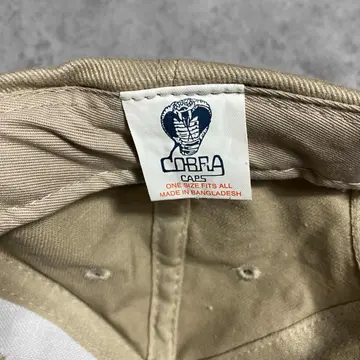 COBRA
CAPS
ONE SIZE FITS ALL
MADE IN BANGLADESH